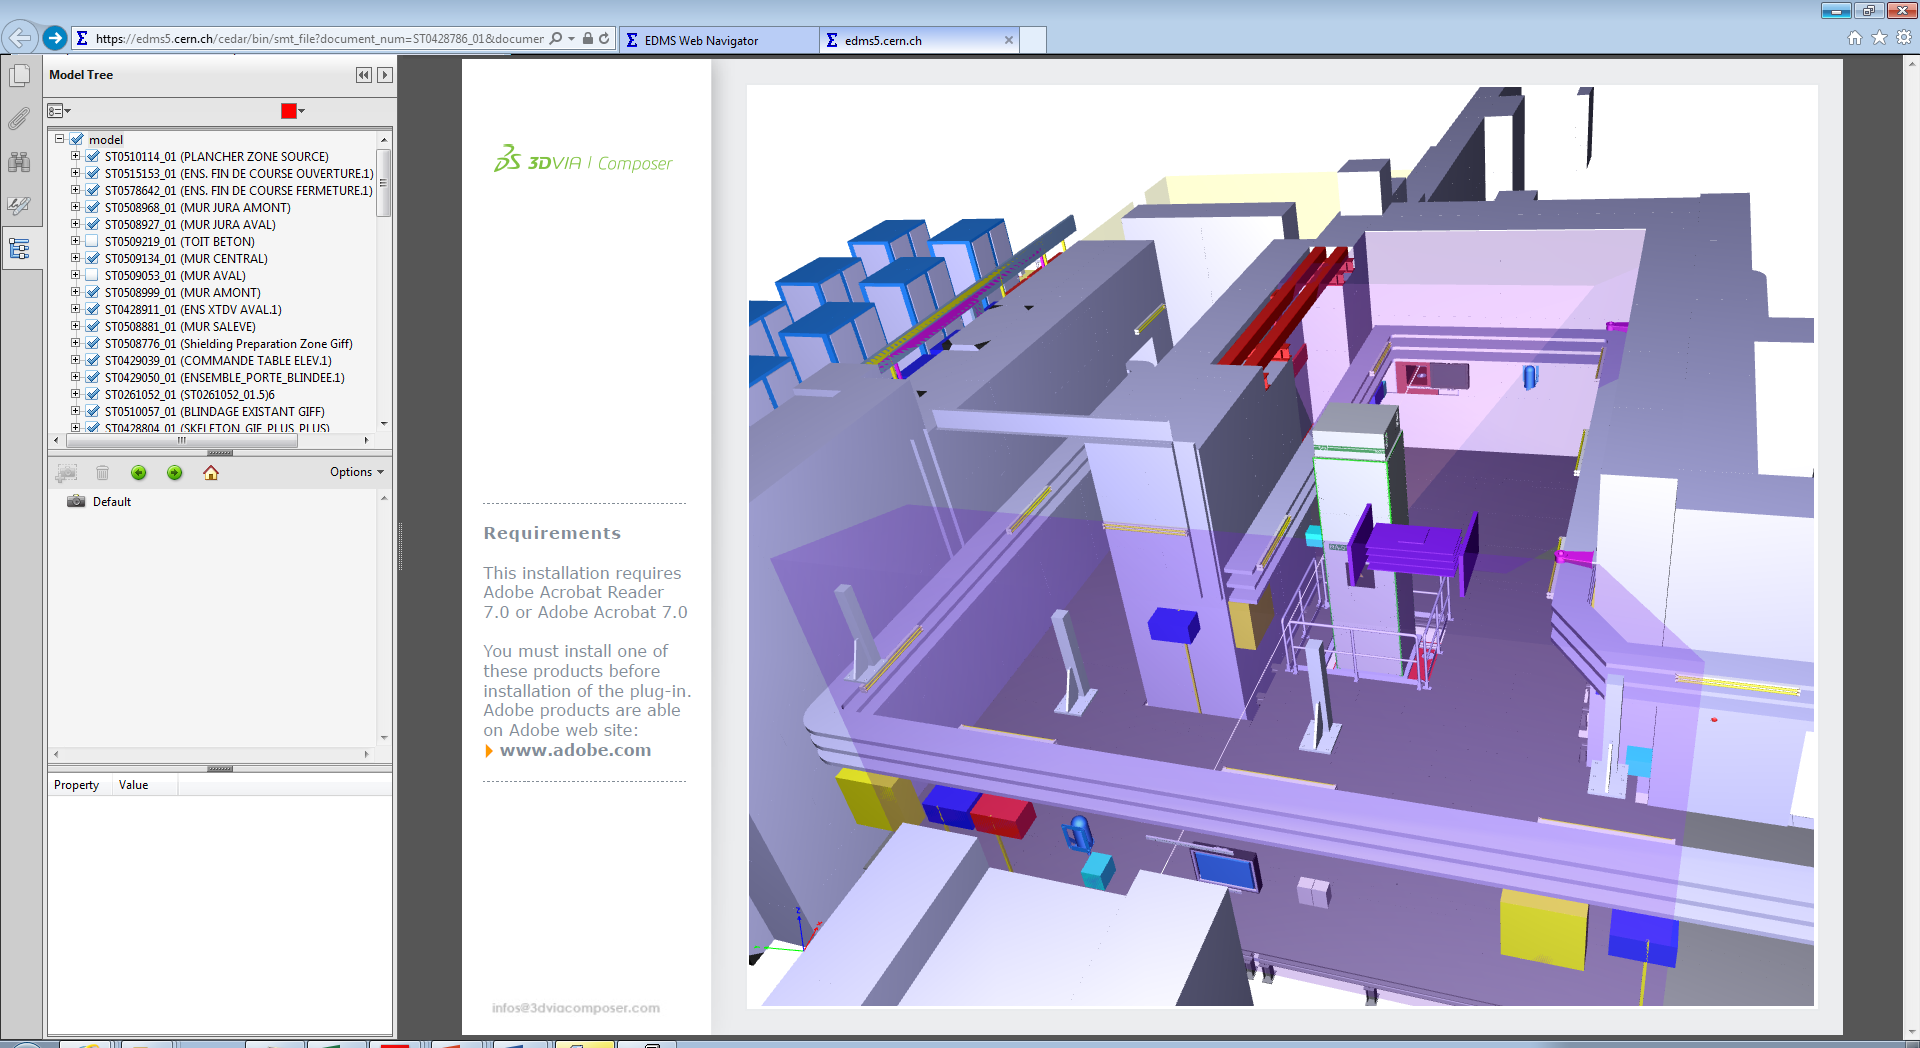 https://edms5.cern.ch/cedar/bin/smt_file?document_num=ST0428786_01&documen
EDMS Web Navigator
edms5.cern.ch
Model Tree
model
ST0510114_01 (PLANCHER ZONE SOURCE)
ST0515153_01 (ENS. FIN DE COURSE OUVERTURE.1)
ST0578642_01 (ENS. FIN DE COURSE FERMETURE.1)
ST0508968_01 (MUR JURA AMONT)
ST0508927_01 (MUR JURA AVAL)
ST0509219_01 (TOIT BETON)
ST0509134_01 (MUR CENTRAL)
ST0509053_01 (MUR AVAL)
ST0508999_01 (MUR AMONT)
ST0428911_01 (ENS XTDV AVAL.1)
ST0508881_01 (MUR SALEVE)
ST0508776_01 (Shielding Preparation Zone Giff)
ST0429039_01 (COMMANDE TABLE ELEV.1)
ST0429050_01 (ENSEMBLE_PORTE_BLINDEE.1)
ST0261052_01 (ST0261052_01.5)6
ST0510057_01 (BLINDAGE EXISTANT GIFF)
ST0428804_01 (SKELETON_GIF_PLUS_PLUS)
Options
Default
Property Value
3DVIA | Composer
Requirements
This installation requires
Adobe Acrobat Reader
7.0 or Adobe Acrobat 7.0
You must install one of
these products before
installation of the plug-in.
Adobe products are able
on Adobe web site:
www.adobe.com
infos@3dviacomposer.com